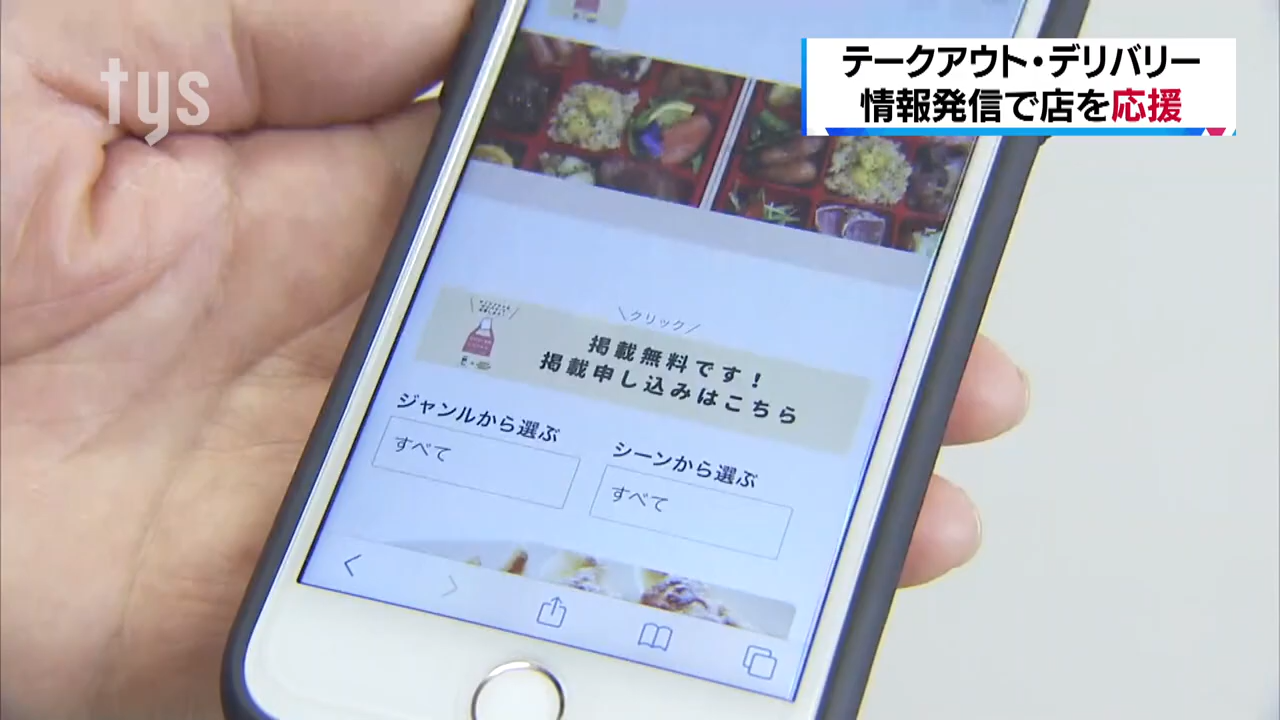 tys
テークアウト・デリバリー
情報発信で店を応援
＼クリック／
掲載無料です！
掲載申し込みはこちら
ジャンルから選ぶ
すべて
シーンから選ぶ
すべて